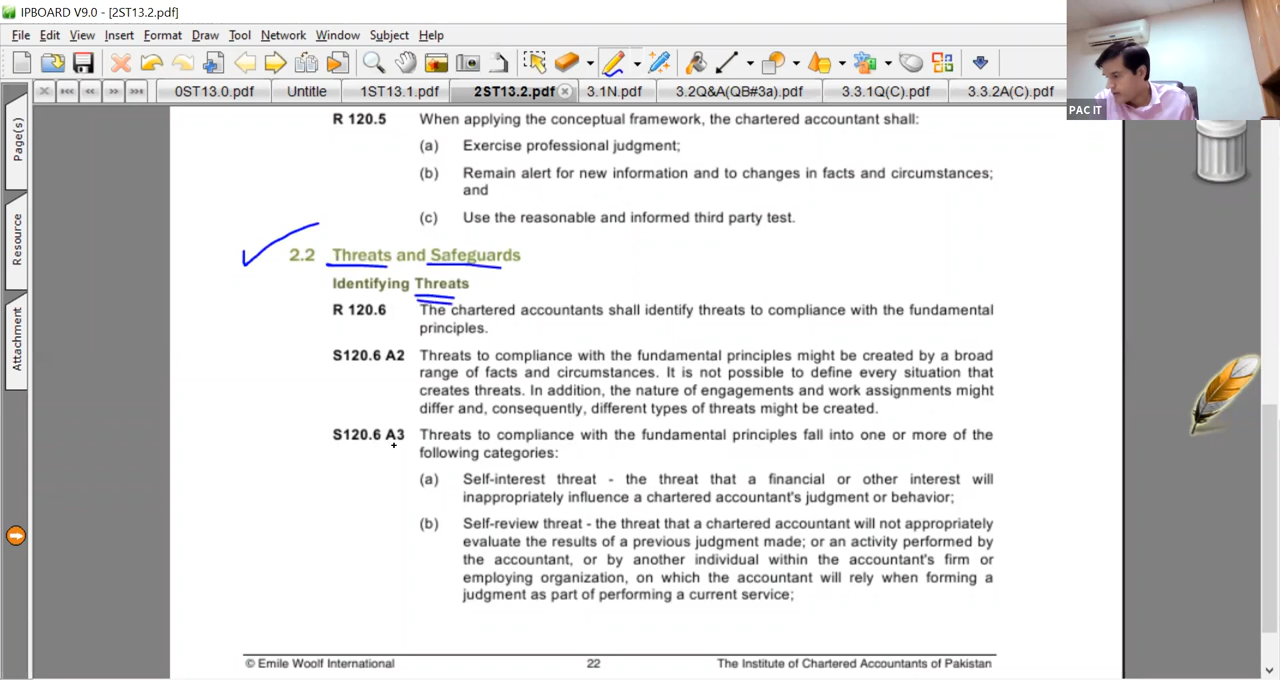 IPBOARD V9.0 - [2ST13.2.pdf]
File Edit View Insert Format Draw Tool Network Window Subject Help
PAC IT
0ST13.0.pdf Untitle 1ST13.1.pdf 2ST13.2.pdf 3.1N.pdf 3.2Q&A(QB#3a).pdf 3.3.1Q(C).pdf 3.3.2A(C).pdf
Page(s)
Resource
Attachment
R 120.5 When applying the conceptual framework, the chartered accountant shall:
(a) Exercise professional judgment;
(b) Remain alert for new information and to changes in facts and circumstances;
and
(c) Use the reasonable and informed third party test.
2.2 Threats and Safeguards
Identifying Threats
R 120.6 The chartered accountants shall identify threats to compliance with the fundamental
principles.
S120.6 A2 Threats to compliance with the fundamental principles might be created by a broad
range of facts and circumstances. It is not possible to define every situation that
creates threats. In addition, the nature of engagements and work assignments might
differ and, consequently, different types of threats might be created.
S120.6 A3 Threats to compliance with the fundamental principles fall into one or more of the
following categories:
(a) Self-interest threat - the threat that a financial or other interest will
inappropriately influence a chartered accountant's judgment or behavior;
(b) Self-review threat - the threat that a chartered accountant will not appropriately
evaluate the results of a previous judgment made; or an activity performed by
the accountant, or by another individual within the accountant's firm or
employing organization, on which the accountant will rely when forming a
judgment as part of performing a current service;
© Emile Woolf International 22 The Institute of Chartered Accountants of Pakistan